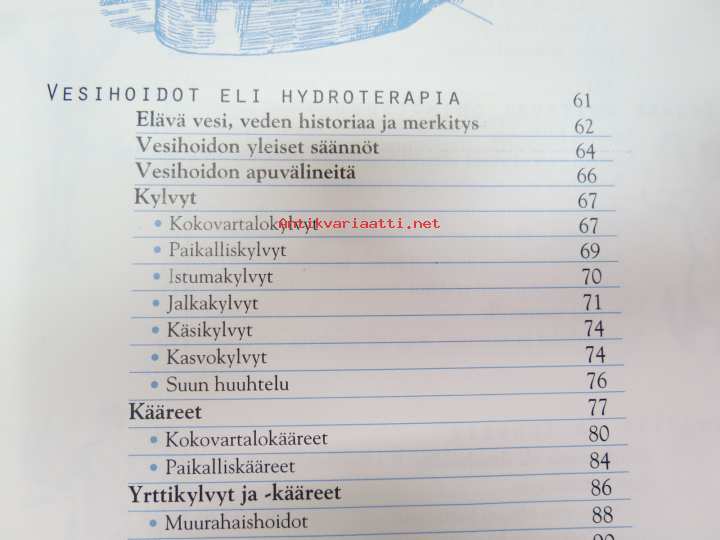 VESIHOIDOT ELI HYDROTERAPIA 61
Elävä vesi, veden historiaa ja merkitys 62
Vesihoidon yleiset säännöt 64
Vesihoidon apuvälineitä 66
Kylvyt 67
• Kokovartalokylvyt 67
Antikvariaatti.net
• Paikalliskylvyt 69
• Istumakylvyt 70
• Jalkakylvyt 71
• Käsikylvyt 74
• Kasvokylvyt 74
• Suun huuhtelu 76
Kääreet 77
• Kokovartalokääreet 80
• Paikalliskääreet 84
Yrttikylvyt ja -kääreet 86
• Muurahaishoidot 88